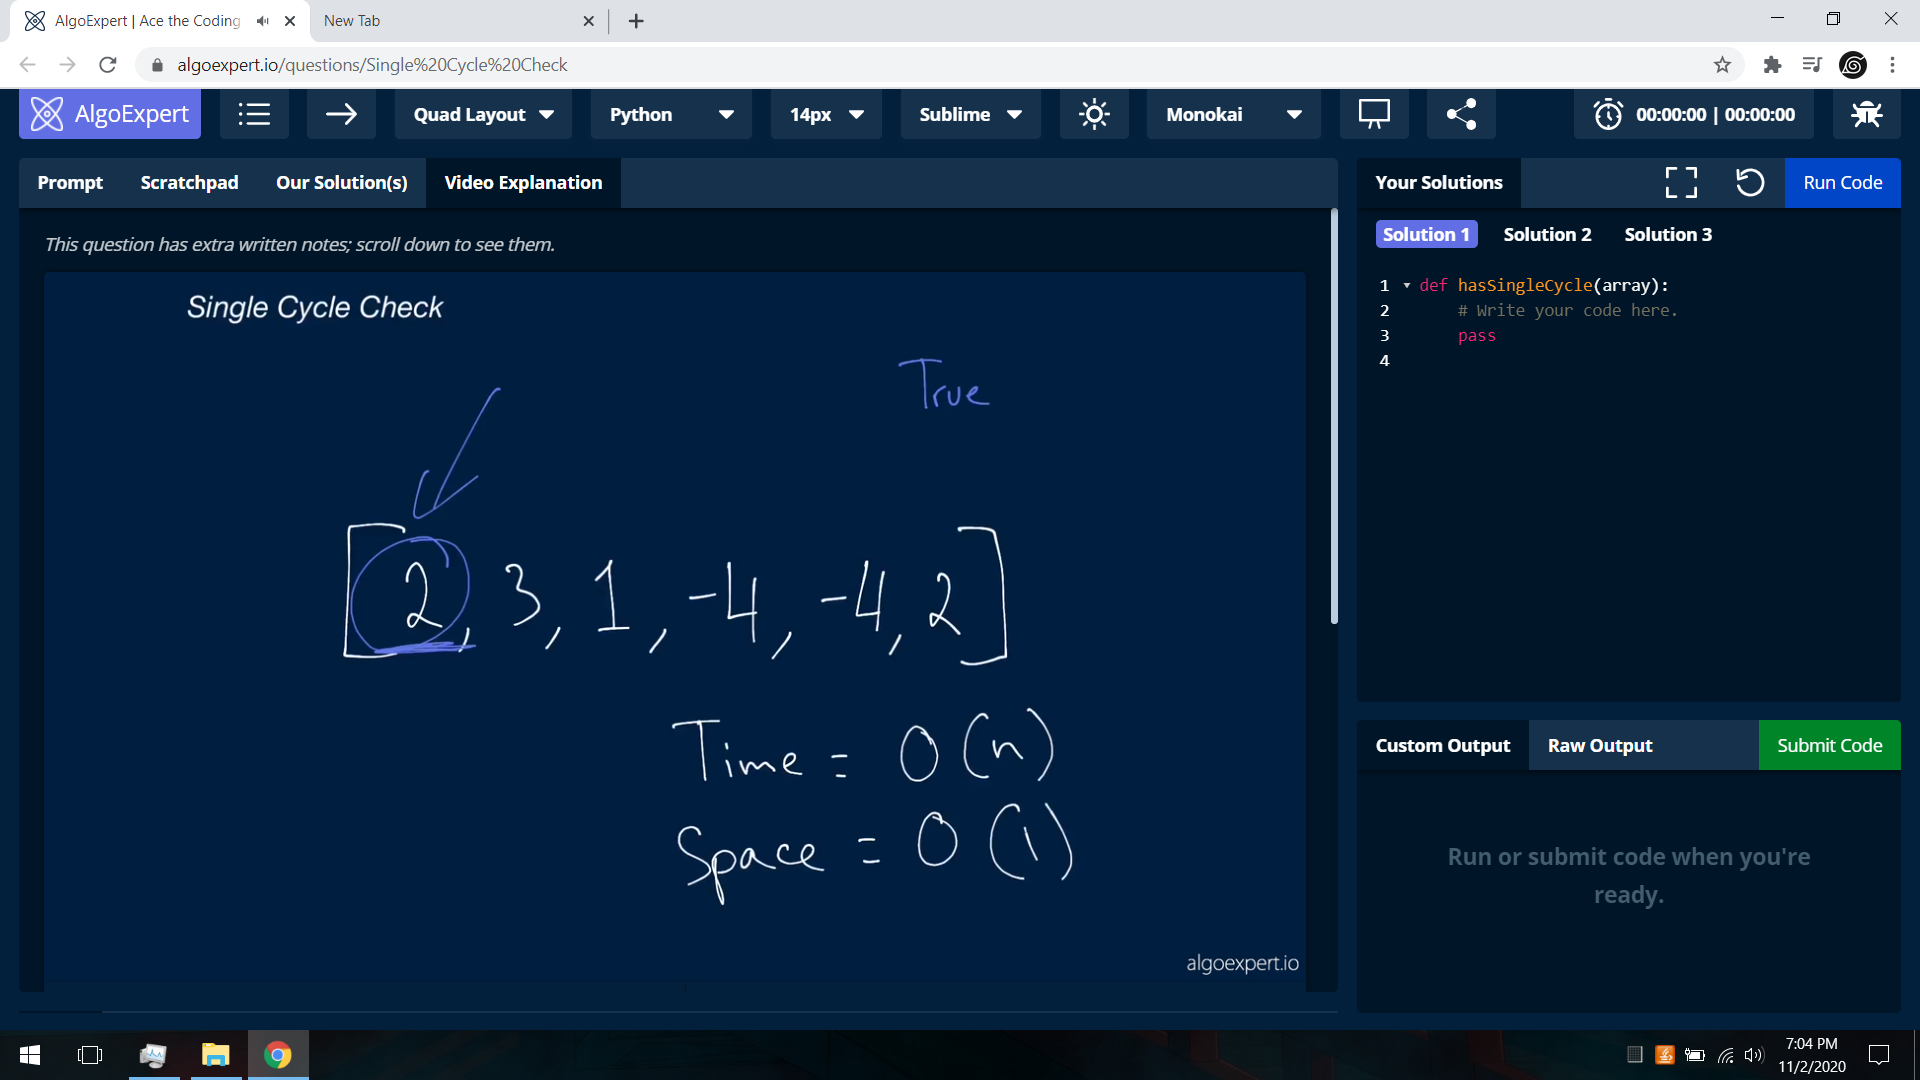 AlgoExpert | Ace the Coding
New Tab
algoexpert.io/questions/Single%20Cycle%20Check
AlgoExpert
Quad Layout
Python
14px
Sublime
Monokai
00:00:00 | 00:00:00
Prompt
Scratchpad
Our Solution(s)
Video Explanation
Your Solutions
Run Code
This question has extra written notes; scroll down to see them.
Solution 1
Solution 2
Solution 3
1 def hasSingleCycle(array):
2 # Write your code here.
3 pass
4
Single Cycle Check
True
[2, 3, 1, -4, -4, 2]
Time = O(n)
Space = O(1)
algoexpert.io
Custom Output
Raw Output
Submit Code
Run or submit code when you're
ready.
7:04 PM
11/2/2020